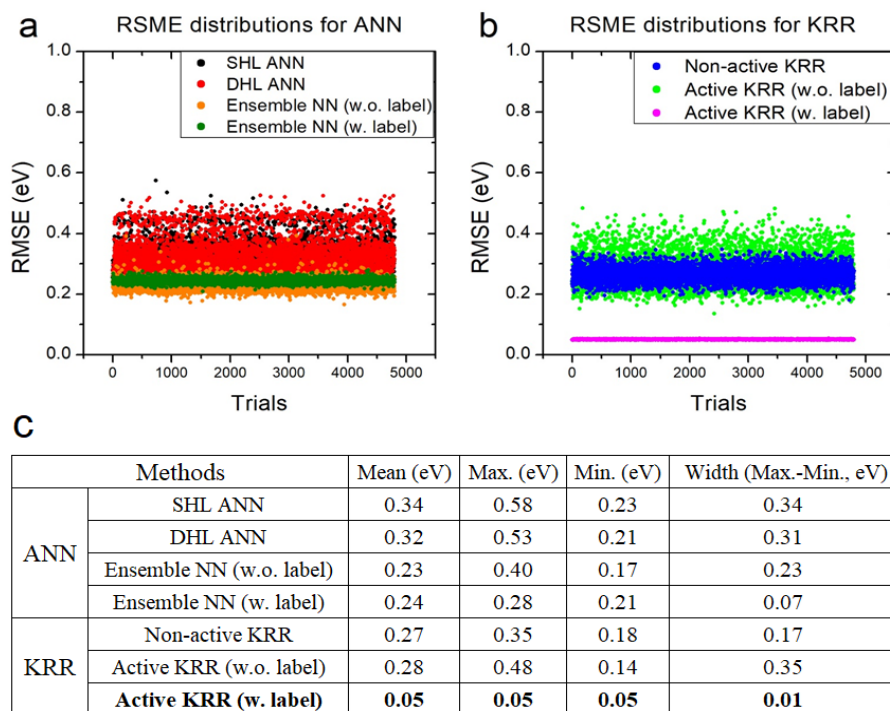 a
RSME distributions for ANN
SHL ANN
DHL ANN
Ensemble NN (w.o. label)
Ensemble NN (w. label)
RMSE (eV)
1.0
0.8
0.6
0.4
0.2
0.0
0 1000 2000 3000 4000 5000
Trials
b
RSME distributions for KRR
Non-active KRR
Active KRR (w.o. label)
Active KRR (w. label)
RMSE (eV)
1.0
0.8
0.6
0.4
0.2
0.0
0 1000 2000 3000 4000 5000
Trials
c
Methods Mean (eV) Max. (eV) Min. (eV) Width (Max.-Min., eV)
ANN
SHL ANN 0.34 0.58 0.23 0.34
DHL ANN 0.32 0.53 0.21 0.31
Ensemble NN (w.o. label) 0.23 0.40 0.17 0.23
Ensemble NN (w. label) 0.24 0.28 0.21 0.07
KRR
Non-active KRR 0.27 0.35 0.18 0.17
Active KRR (w.o. label) 0.28 0.48 0.14 0.35
Active KRR (w. label) 0.05 0.05 0.05 0.01